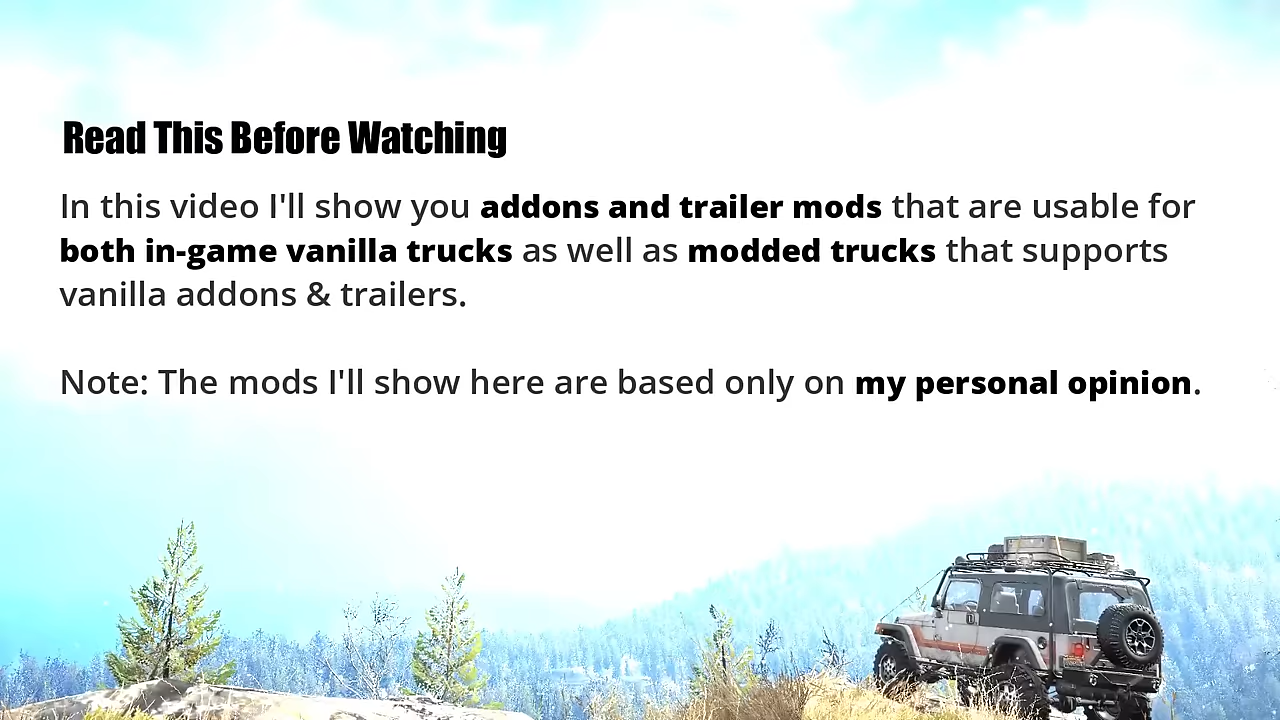 Read This Before Watching
In this video I'll show you addons and trailer mods that are usable for
both in-game vanilla trucks as well as modded trucks that supports
vanilla addons & trailers.
Note: The mods I'll show here are based only on my personal opinion.